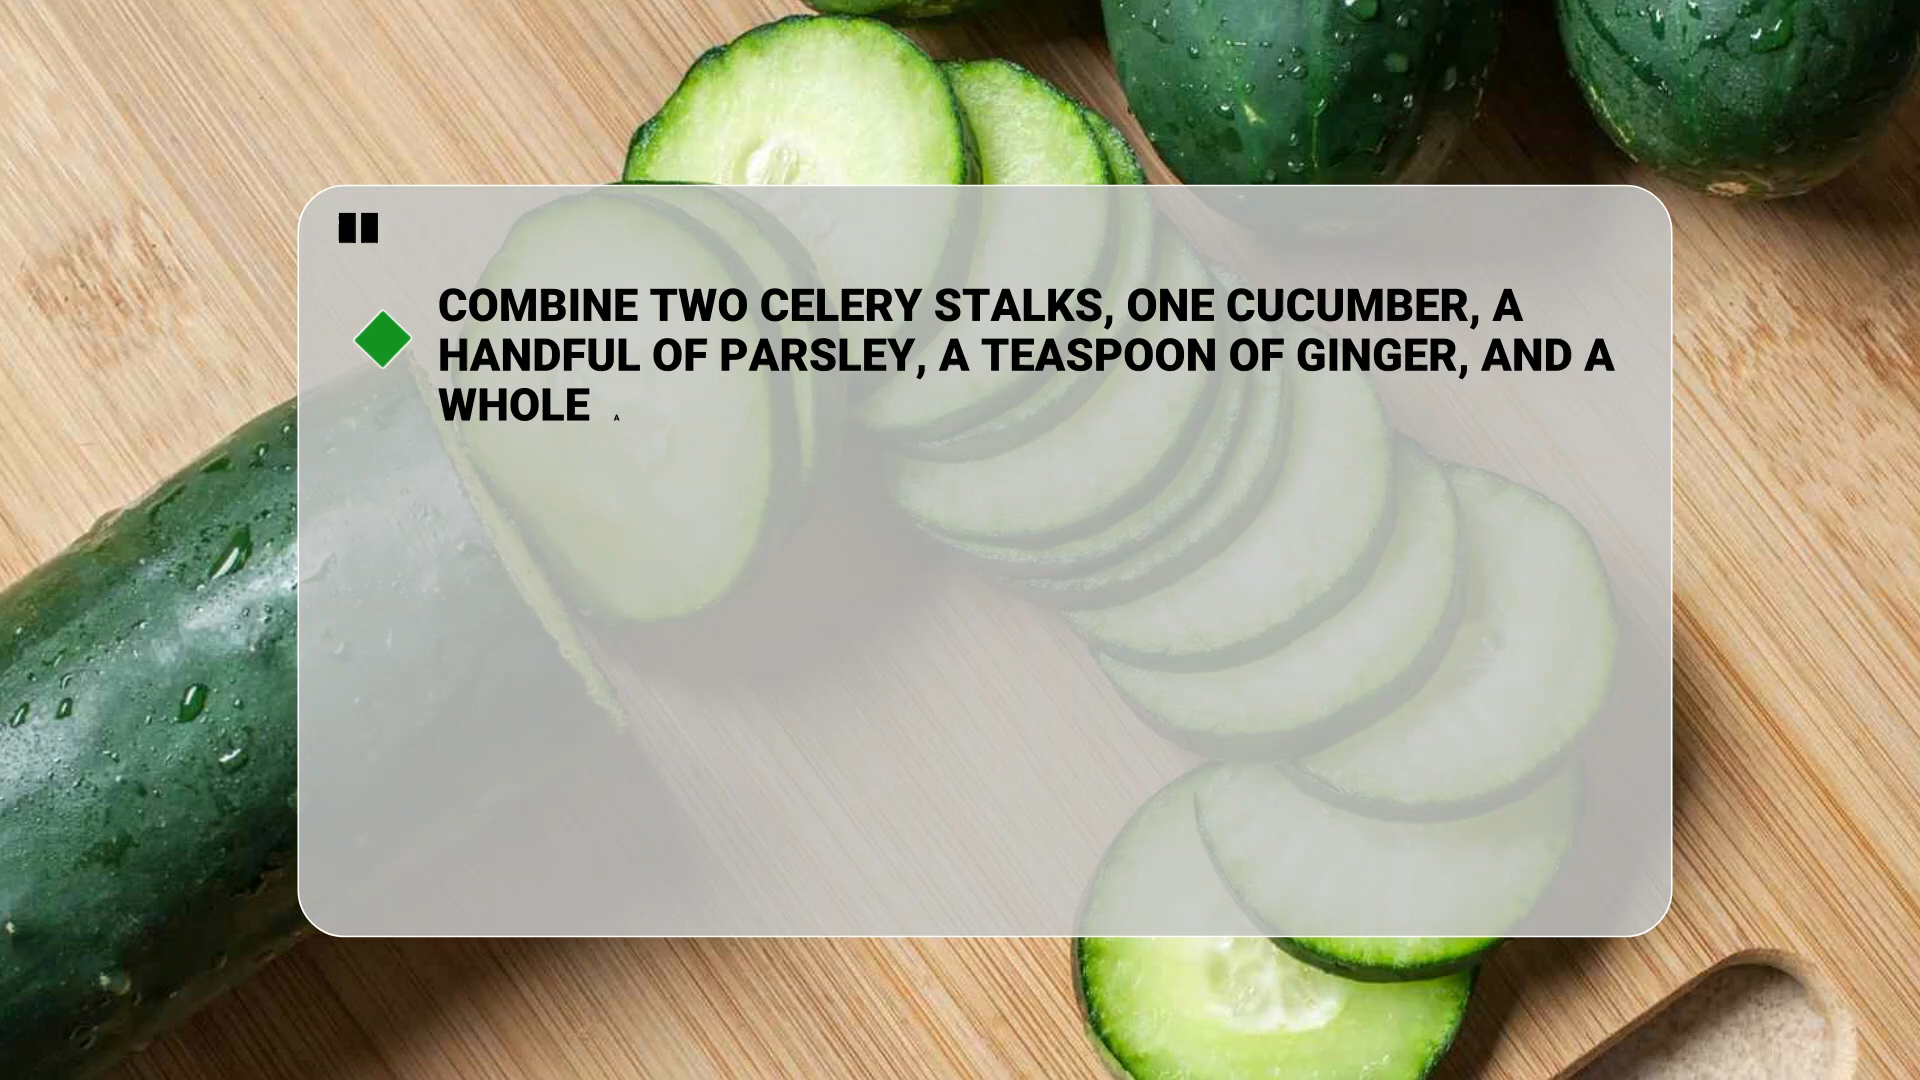 "
COMBINE TWO CELERY STALKS, ONE CUCUMBER, A
HANDFUL OF PARSLEY, A TEASPOON OF GINGER, AND A
WHOLE A